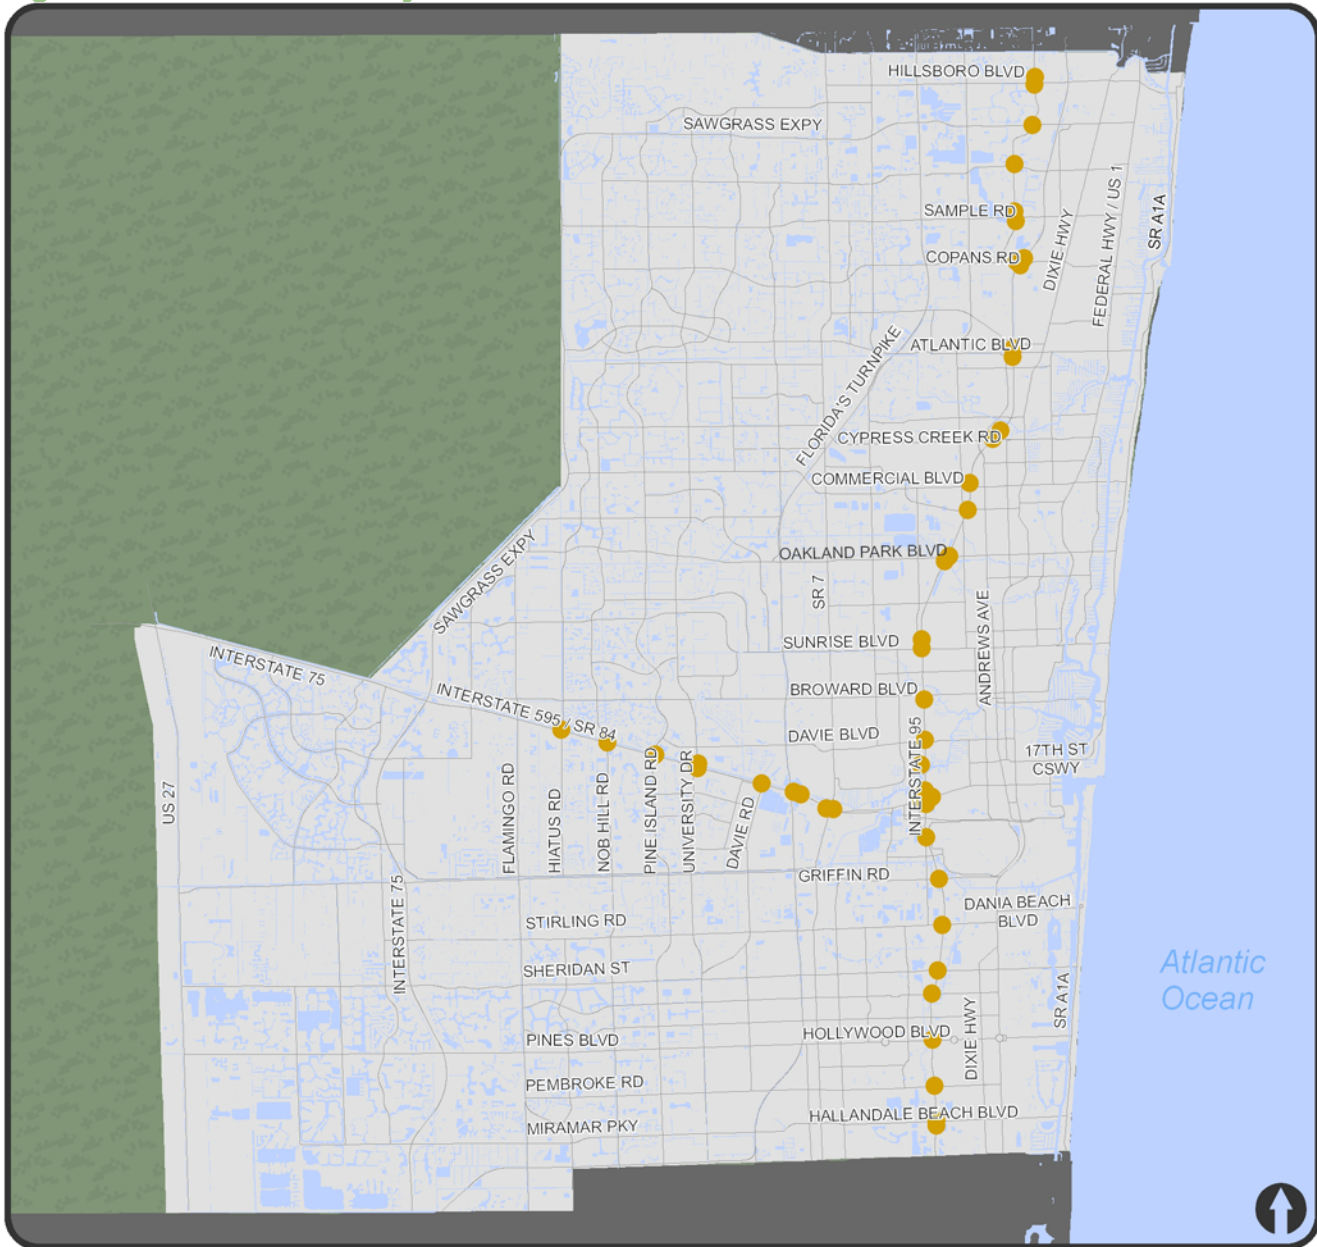 HILLSBORO BLVD
SAWGRASS EXPY
SAMPLE RD
COPANS RD
DIXIE HWY
FEDERAL HWY / US 1
SR A1A
ATLANTIC BLVD
FLORIDA'S TURNPIKE
CYPRESS CREEK RD
COMMERCIAL BLVD
OAKLAND PARK BLVD
SAWGRASS EXPY
SR 7
ANDREWS AVE
SUNRISE BLVD
INTERSTATE 75
INTERSTATE 595 / SR 84
BROWARD BLVD
DAVIE BLVD
INTERSTATE 95
17TH ST
CSWY
US 27
FLAMINGO RD
HIATUS RD
NOB HILL RD
PINE ISLAND RD
UNIVERSITY DR
DAVIE RD
GRIFFIN RD
INTERSTATE 75
STIRLING RD
DANIA BEACH
BLVD
SHERIDAN ST
Atlantic
Ocean
SR A1A
HOLLYWOOD BLVD
DIXIE HWY
PINES BLVD
PEMBROKE RD
HALLANDALE BEACH BLVD
MIRAMAR PKY